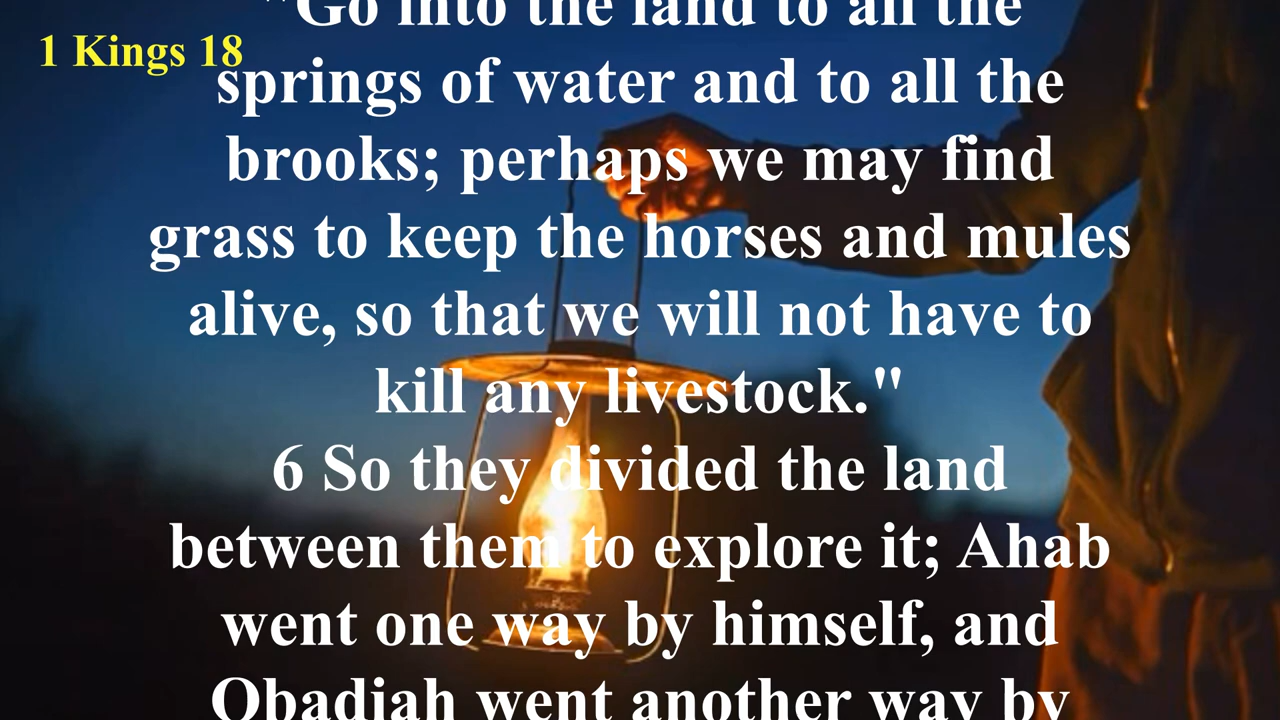 "Go into the land to all the
1 Kings 18
springs of water and to all the
brooks; perhaps we may find
grass to keep the horses and mules
alive, so that we will not have to
kill any livestock."
6 So they divided the land
between them to explore it; Ahab
went one way by himself, and
Obadiah went another way by